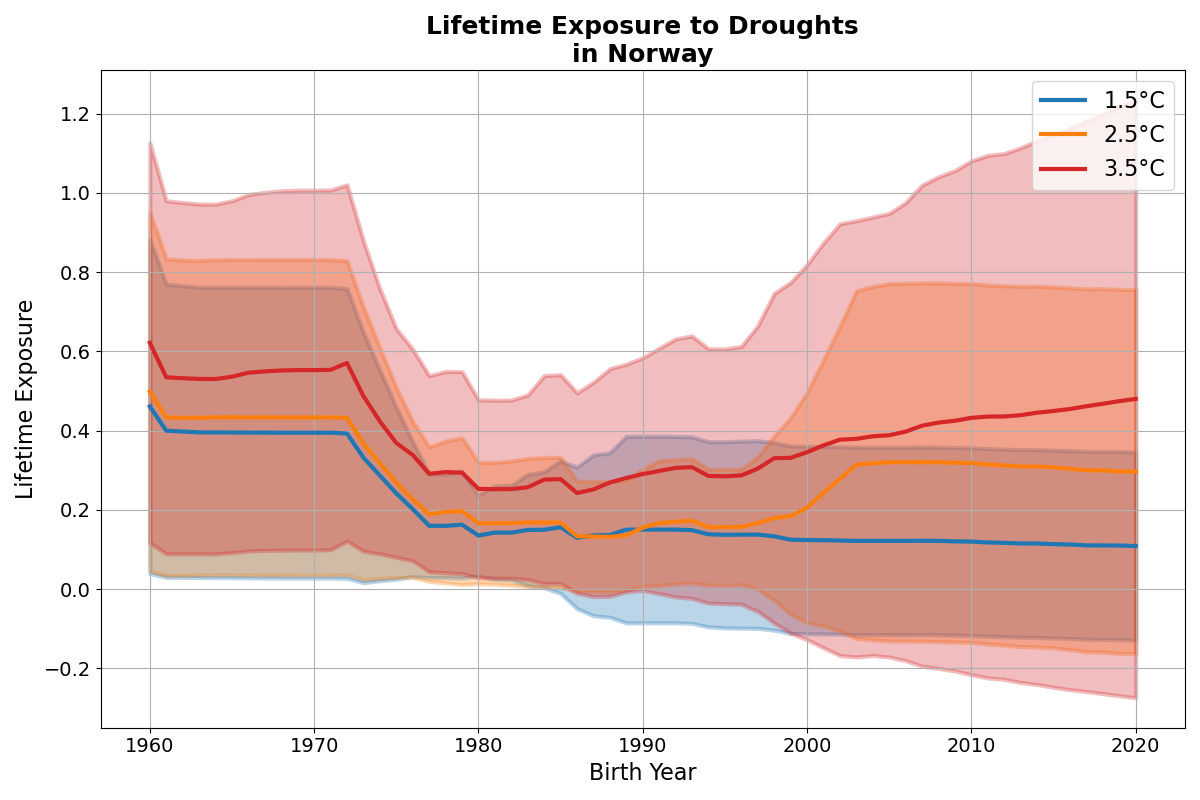 Lifetime Exposure to Droughts
in Norway
1.5°C
2.5°C
3.5°C
Lifetime Exposure
1.2
1.0
0.8
0.6
0.4
0.2
0.0
−0.2
1960
1970
1980
1990
2000
2010
2020
Birth Year